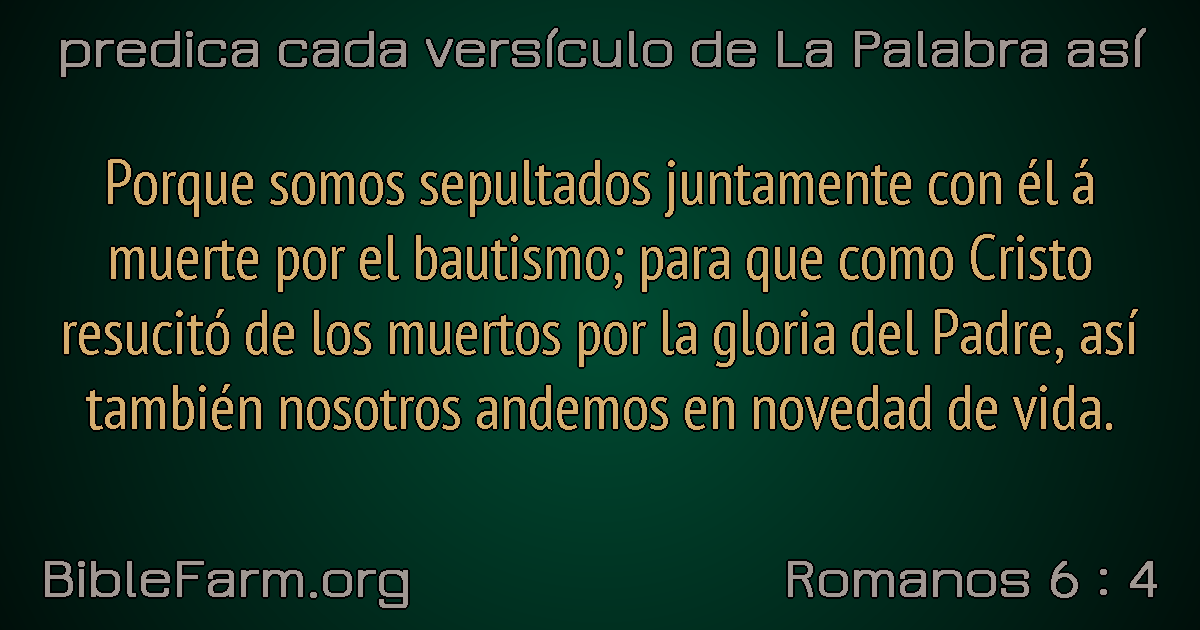 predica cada versículo de La Palabra así
Porque somos sepultados juntamente con él á
muerte por el bautismo; para que como Cristo
resucitó de los muertos por la gloria del Padre, así
también nosotros andemos en novedad de vida.
BibleFarm.org
Romanos 6 : 4